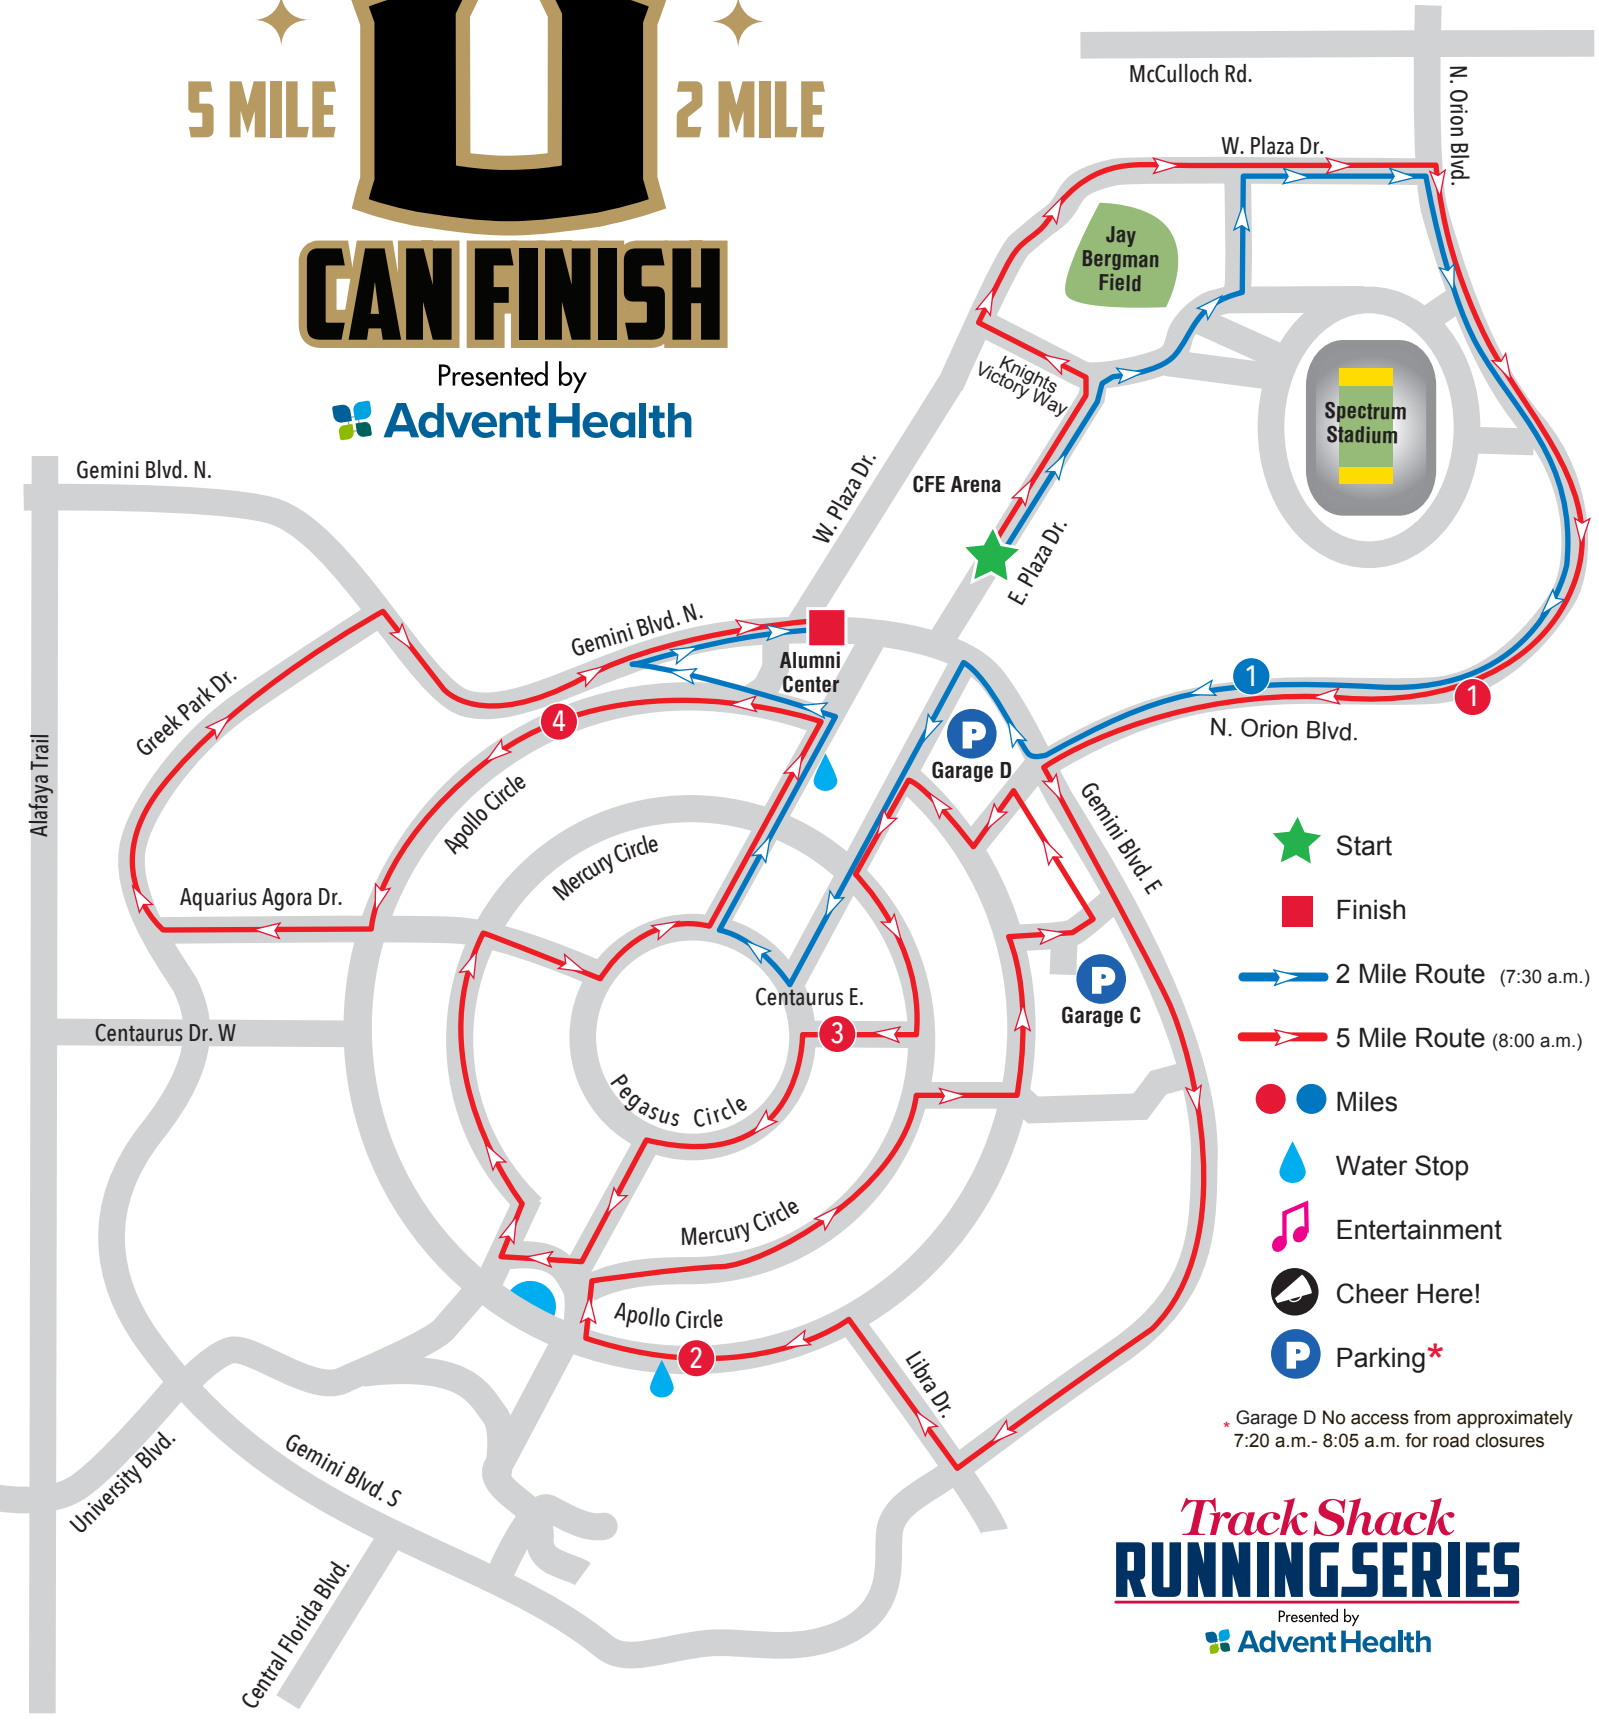 5 MILE
2 MILE
CAN FINISH
Presented by
AdventHealth
McCulloch Rd.
N. Orion Blvd.
W. Plaza Dr.
Jay
Bergman
Field
Knights
Victory Way
Spectrum
Stadium
CFE Arena
W. Plaza Dr.
E. Plaza Dr.
Gemini Blvd. N.
Gemini Blvd. N.
Alumni
Center
Greek Park Dr.
Alafaya Trail
4
1
1
N. Orion Blvd.
P
Garage D
Apollo Circle
Mercury Circle
Gemini Blvd. E
Aquarius Agora Dr.
Centaurus E.
3
Centaurus Dr. W
P
Garage C
Pegasus Circle
Mercury Circle
Apollo Circle
2
Libra Dr.
University Blvd.
Gemini Blvd. S
Central Florida Blvd.
Start
Finish
2 Mile Route (7:30 a.m.)
5 Mile Route (8:00 a.m.)
Miles
Water Stop
Entertainment
Cheer Here!
P Parking*
* Garage D No access from approximately
7:20 a.m.- 8:05 a.m. for road closures
Track Shack
RUNNING SERIES
Presented by
AdventHealth